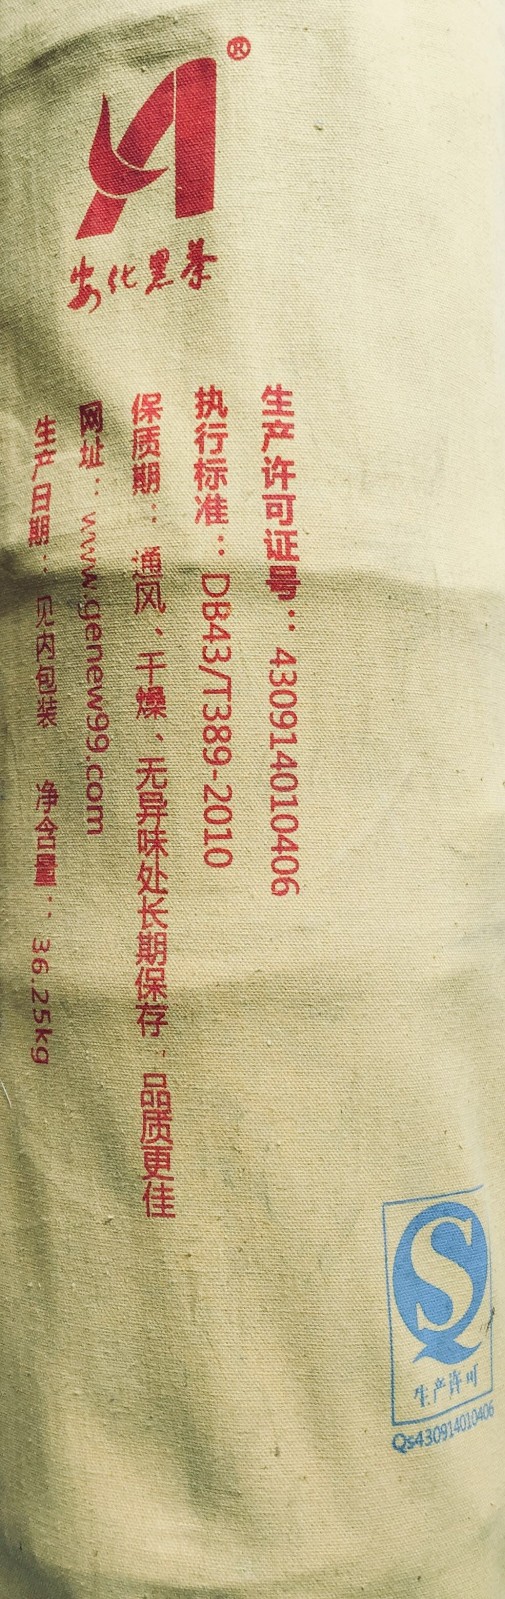 ®
安化黑茶
生产许可证号：430914010406
执行标准：DB43/T389-2010
保质期：通风、干燥、无异味处长期保存，品质更佳
网址：www.genew99.com
生产日期：见内包装 净含量：36.25kg
生产许可
Qs430914010406